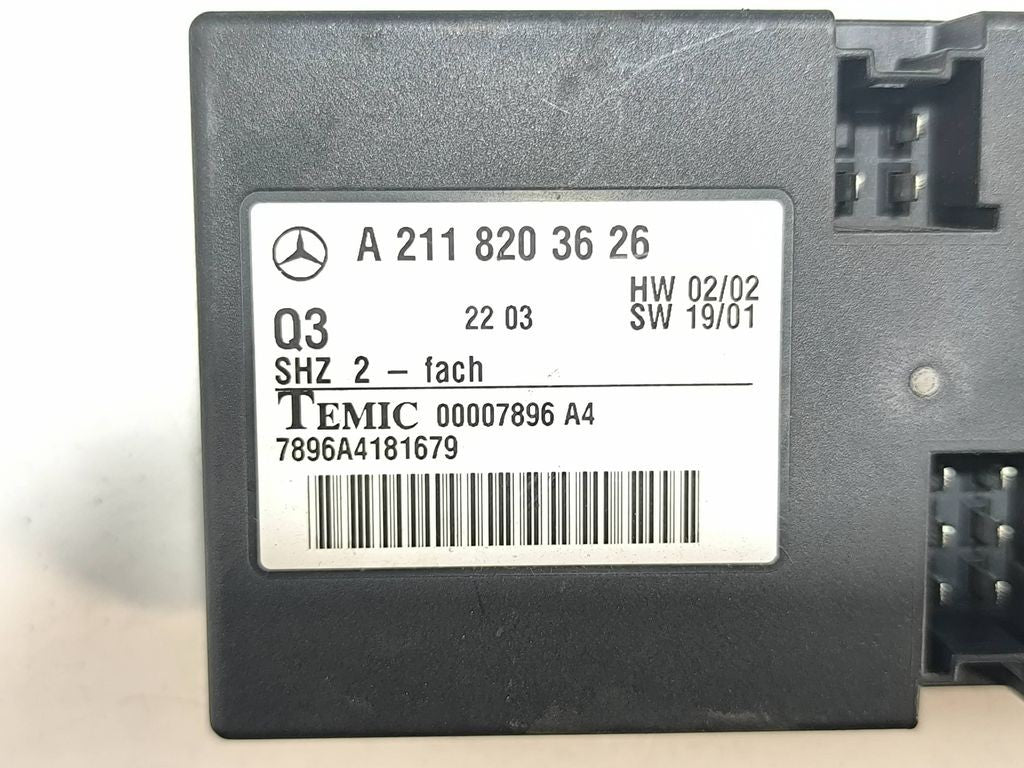 A 211 820 36 26
HW 02/02
Q3 22 03 SW 19/01
SHZ 2 - fach
TEMIC 00007896 A4
7896A4181679